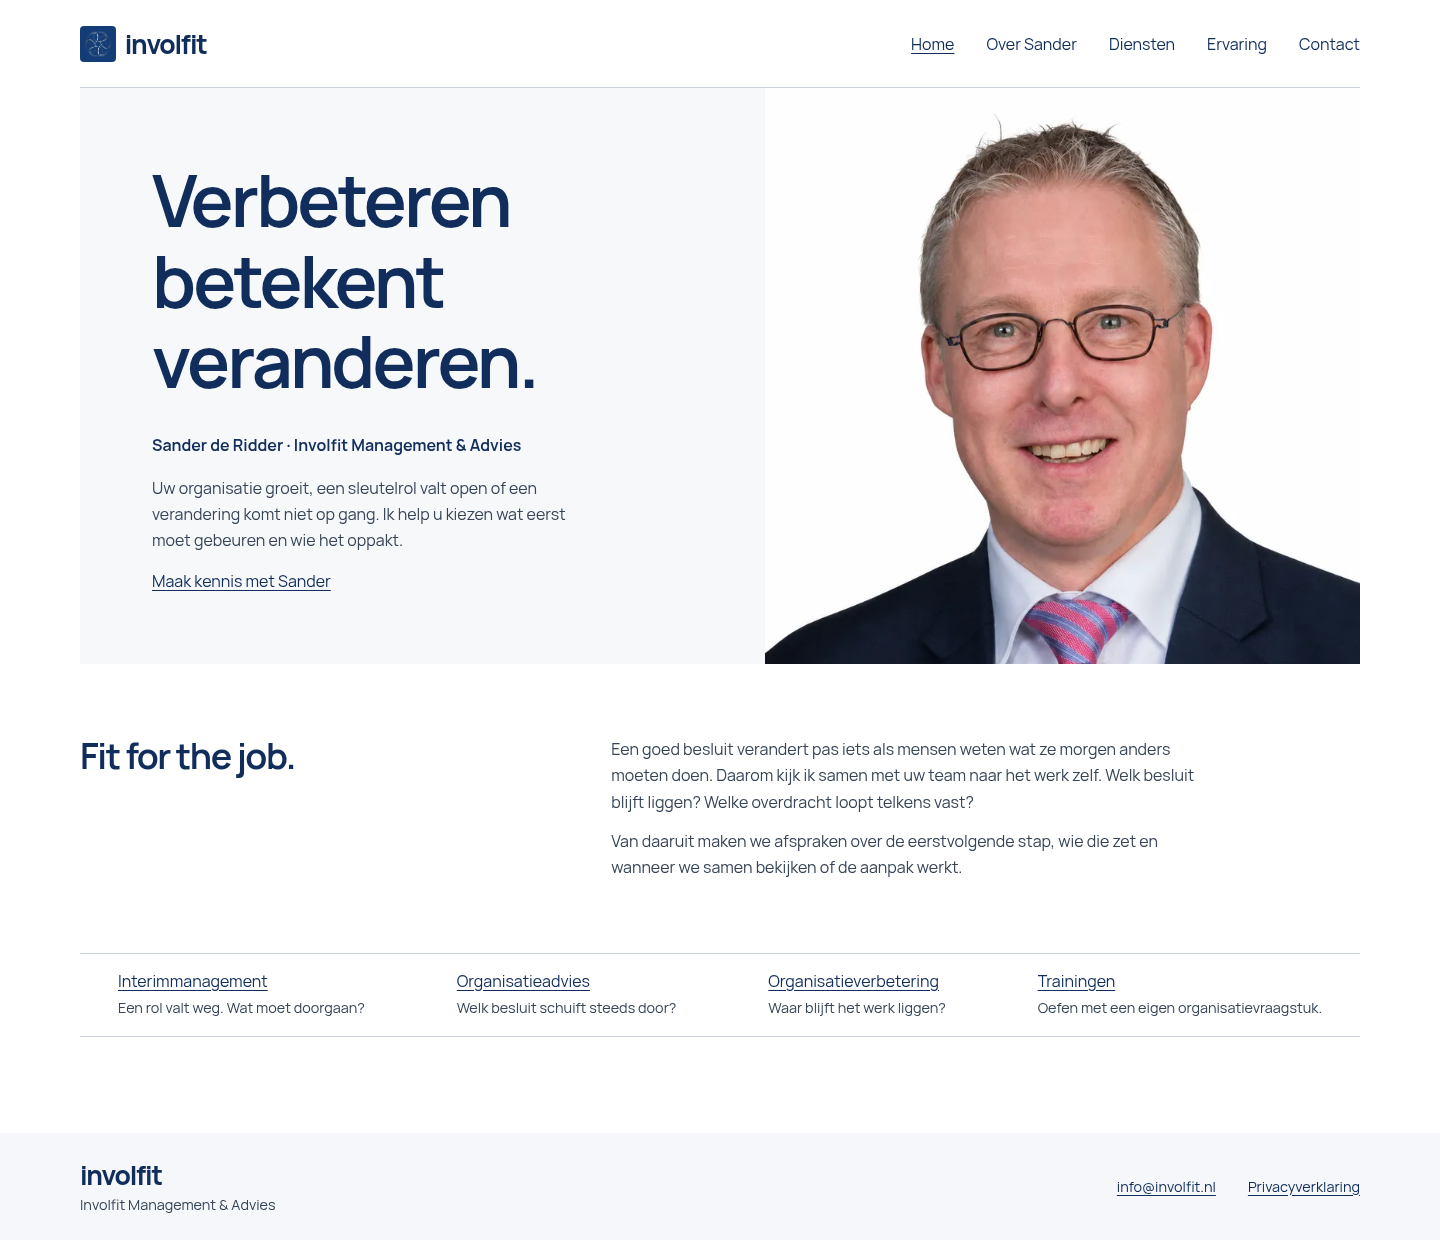 involfit
Home
Over Sander
Diensten
Ervaring
Contact
Verbeteren
betekent
veranderen.
Sander de Ridder · Involfit Management & Advies
Uw organisatie groeit, een sleutelrol valt open of een
verandering komt niet op gang. Ik help u kiezen wat eerst
moet gebeuren en wie het oppakt.
Maak kennis met Sander
Fit for the job.
Een goed besluit verandert pas iets als mensen weten wat ze morgen anders
moeten doen. Daarom kijk ik samen met uw team naar het werk zelf. Welk besluit
blijft liggen? Welke overdracht loopt telkens vast?
Van daaruit maken we afspraken over de eerstvolgende stap, wie die zet en
wanneer we samen bekijken of de aanpak werkt.
Interimmanagement
Een rol valt weg. Wat moet doorgaan?
Organisatieadvies
Welk besluit schuift steeds door?
Organisatieverbetering
Waar blijft het werk liggen?
Trainingen
Oefen met een eigen organisatievraagstuk.
involfit
Involfit Management & Advies
info@involfit.nl
Privacyverklaring